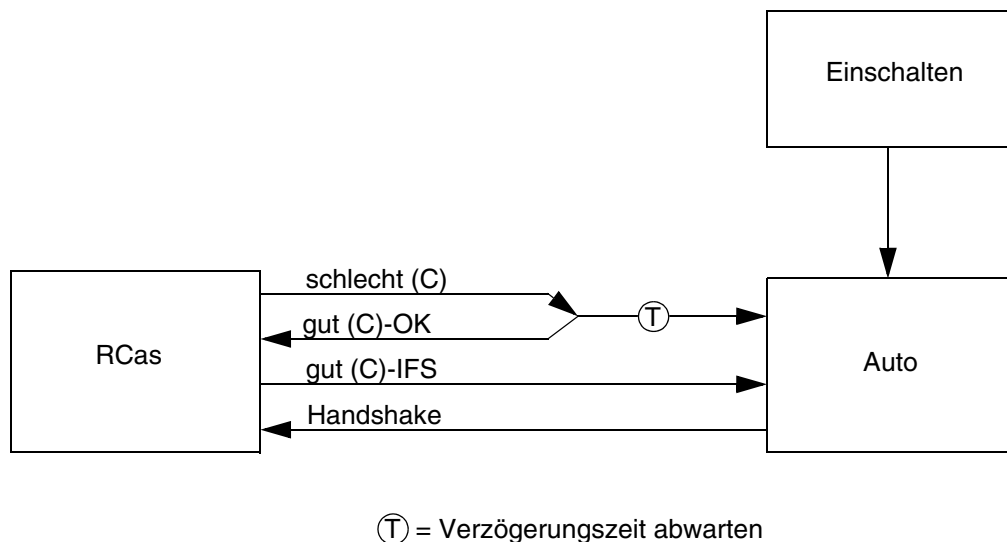 Einschalten
schlecht (C)
gut (C)-OK
T
RCas
Auto
gut (C)-IFS
Handshake
T = Verzögerungszeit abwarten